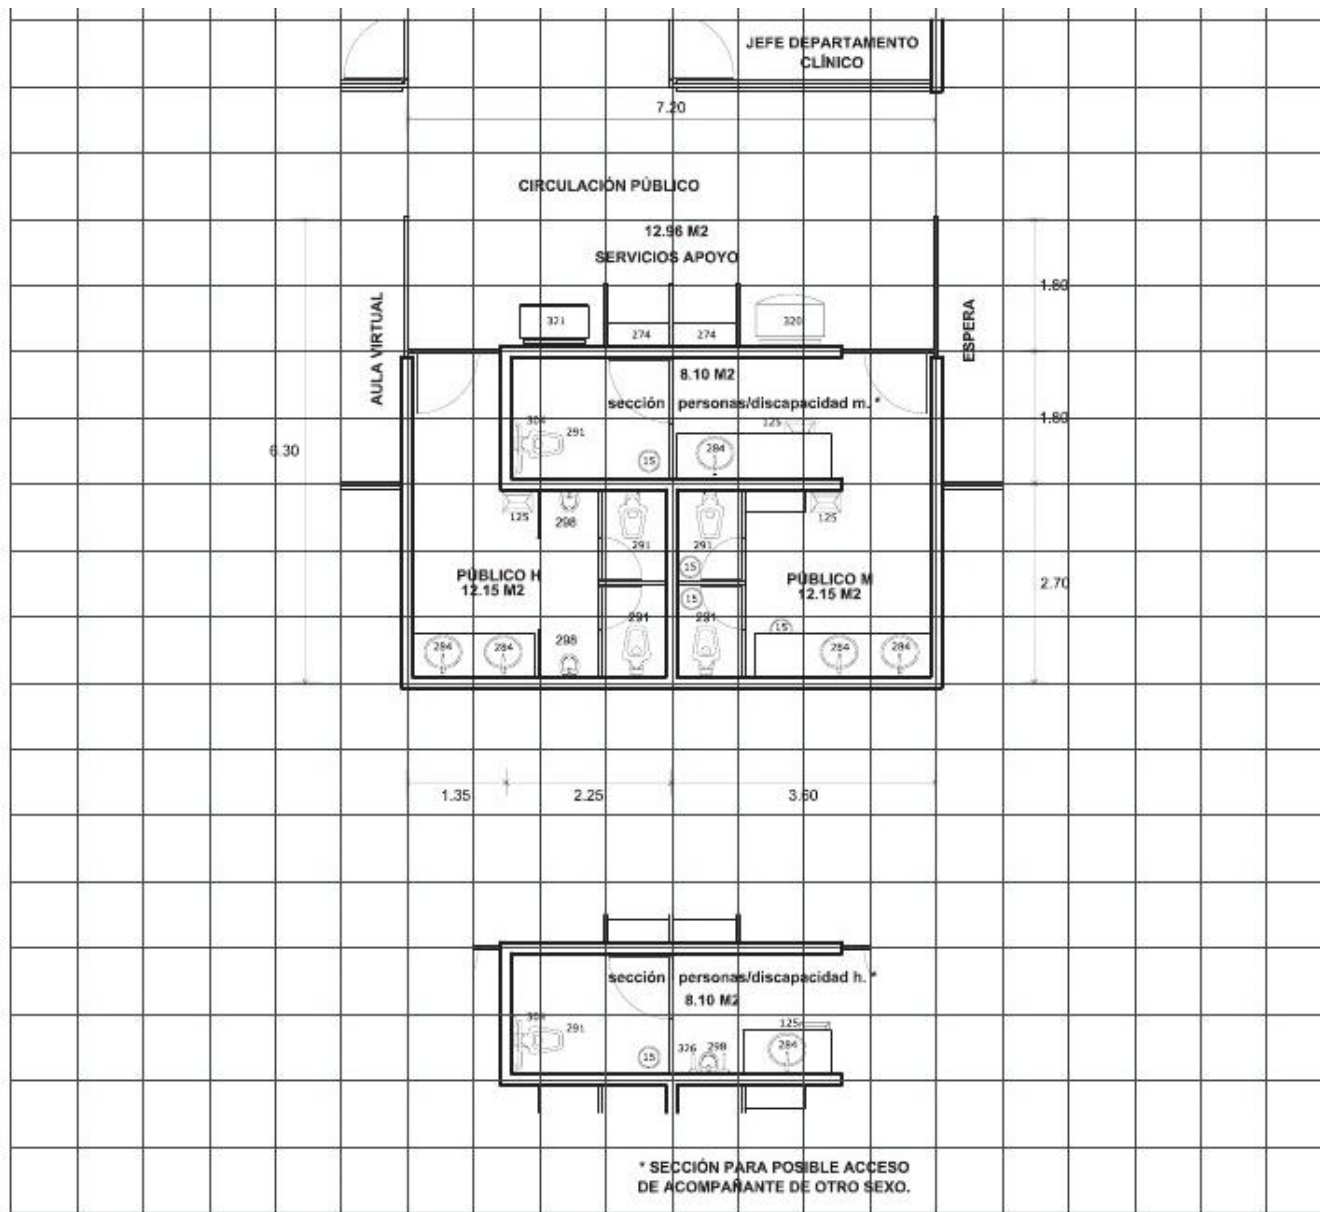 JEFE DEPARTAMENTO
CLÍNICO
7.20
CIRCULACIÓN PÚBLICO
12.96 M2
SERVICIOS APOYO
1.80
AULA VIRTUAL
ESPERA
321
274
274
320
8.10 M2
sección personas/discapacidad m. *
304
291
125
284
15
1.80
6.30
125
298
291
291
125
15
PÚBLICO H
12.15 M2
PÚBLICO M
12.15 M2
2.70
15
291
291
15
284
284
298
284
284
1.35
2.25
3.60
sección personas/discapacidad h. *
8.10 M2
304
291
125
15
326
298
284
* SECCIÓN PARA POSIBLE ACCESO
DE ACOMPAÑANTE DE OTRO SEXO.